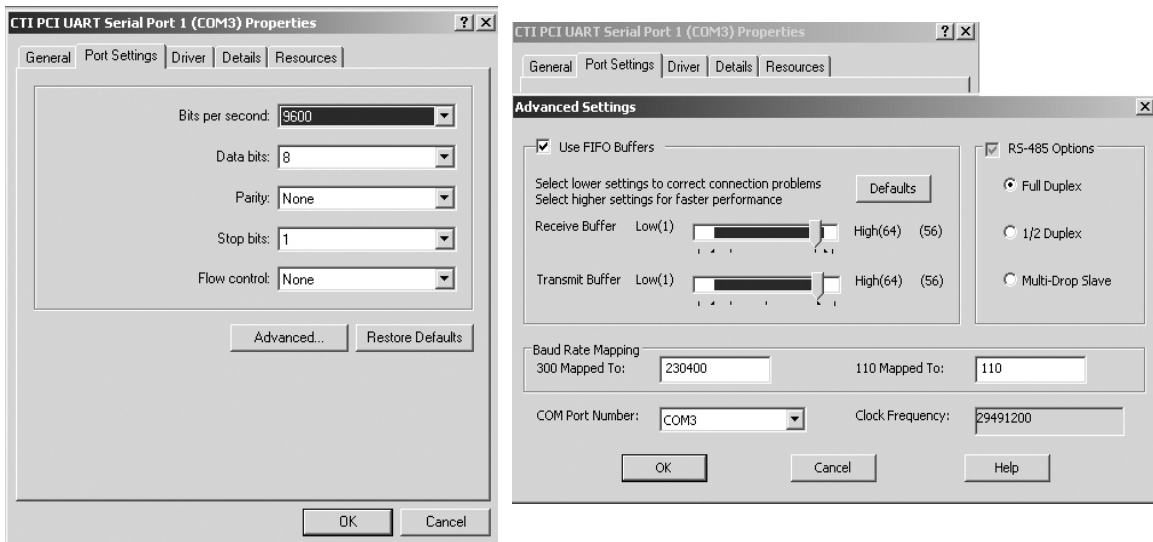 CTI PCI UART Serial Port 1 (COM3) Properties
General Port Settings Driver Details Resources
Bits per second: 9600
Data bits: 8
Parity: None
Stop bits: 1
Flow control: None
Advanced... Restore Defaults
OK Cancel
CTI PCI UART Serial Port 1 (COM3) Properties
General Port Settings Driver Details Resources
Advanced Settings
Use FIFO Buffers
Select lower settings to correct connection problems
Select higher settings for faster performance
Defaults
Receive Buffer Low(1) High(64) (56)
Transmit Buffer Low(1) High(64) (56)
RS-485 Options
Full Duplex
1/2 Duplex
Multi-Drop Slave
Baud Rate Mapping
300 Mapped To: 230400 110 Mapped To: 110
COM Port Number: COM3 Clock Frequency: 29491200
OK Cancel Help